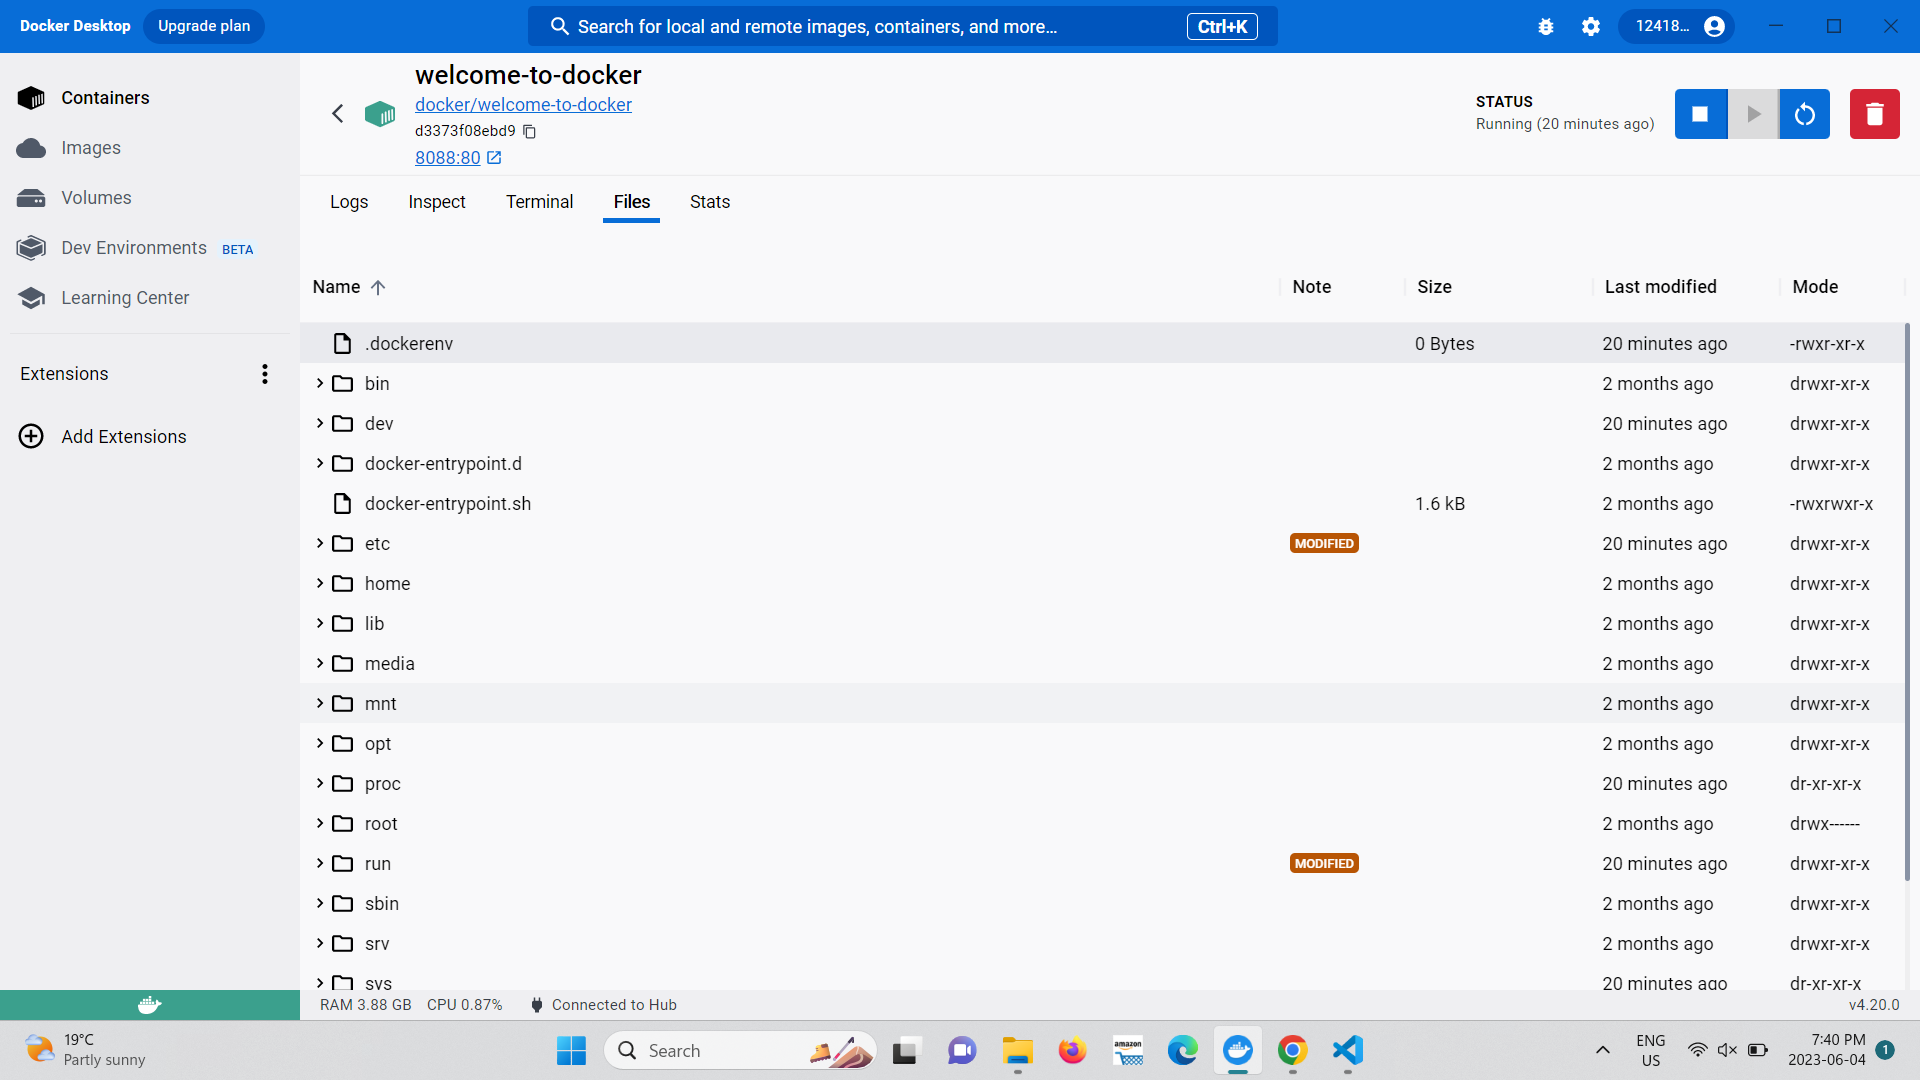 Docker Desktop Upgrade plan Search for local and remote images, containers, and more... Ctrl+K 12418...
Containers
Images
Volumes
Dev Environments BETA
Learning Center
Extensions
Add Extensions
welcome-to-docker
docker/welcome-to-docker
d3373f08ebd9
8088:80
STATUS
Running (20 minutes ago)
Logs Inspect Terminal Files Stats
Name Note Size Last modified Mode
.dockerenv 0 Bytes 20 minutes ago -rwxr-xr-x
bin 2 months ago drwxr-xr-x
dev 20 minutes ago drwxr-xr-x
docker-entrypoint.d 2 months ago drwxr-xr-x
docker-entrypoint.sh 1.6 kB 2 months ago -rwxrwxr-x
etc MODIFIED 20 minutes ago drwxr-xr-x
home 2 months ago drwxr-xr-x
lib 2 months ago drwxr-xr-x
media 2 months ago drwxr-xr-x
mnt 2 months ago drwxr-xr-x
opt 2 months ago drwxr-xr-x
proc 20 minutes ago dr-xr-xr-x
root 2 months ago drwx------
run MODIFIED 20 minutes ago drwxr-xr-x
sbin 2 months ago drwxr-xr-x
srv 2 months ago drwxr-xr-x
sys 20 minutes ago dr-xr-xr-x
RAM 3.88 GB CPU 0.87% Connected to Hub v4.20.0
19°C
Partly sunny
Search
amazon
ENG
US
7:40 PM
2023-06-04
1